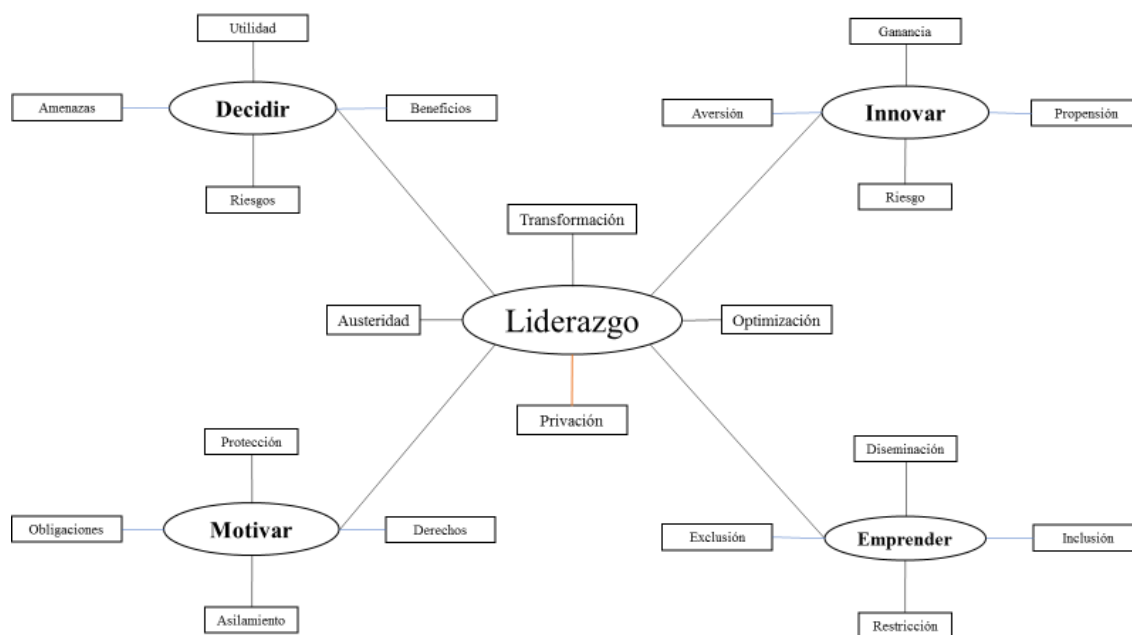 Utilidad
Ganancia
Amenazas
Decidir
Beneficios
Aversión
Innovar
Propensión
Riesgos
Riesgo
Transformación
Austeridad
Liderazgo
Optimización
Privación
Protección
Diseminación
Obligaciones
Motivar
Derechos
Exclusión
Emprender
Inclusión
Asilamiento
Restricción